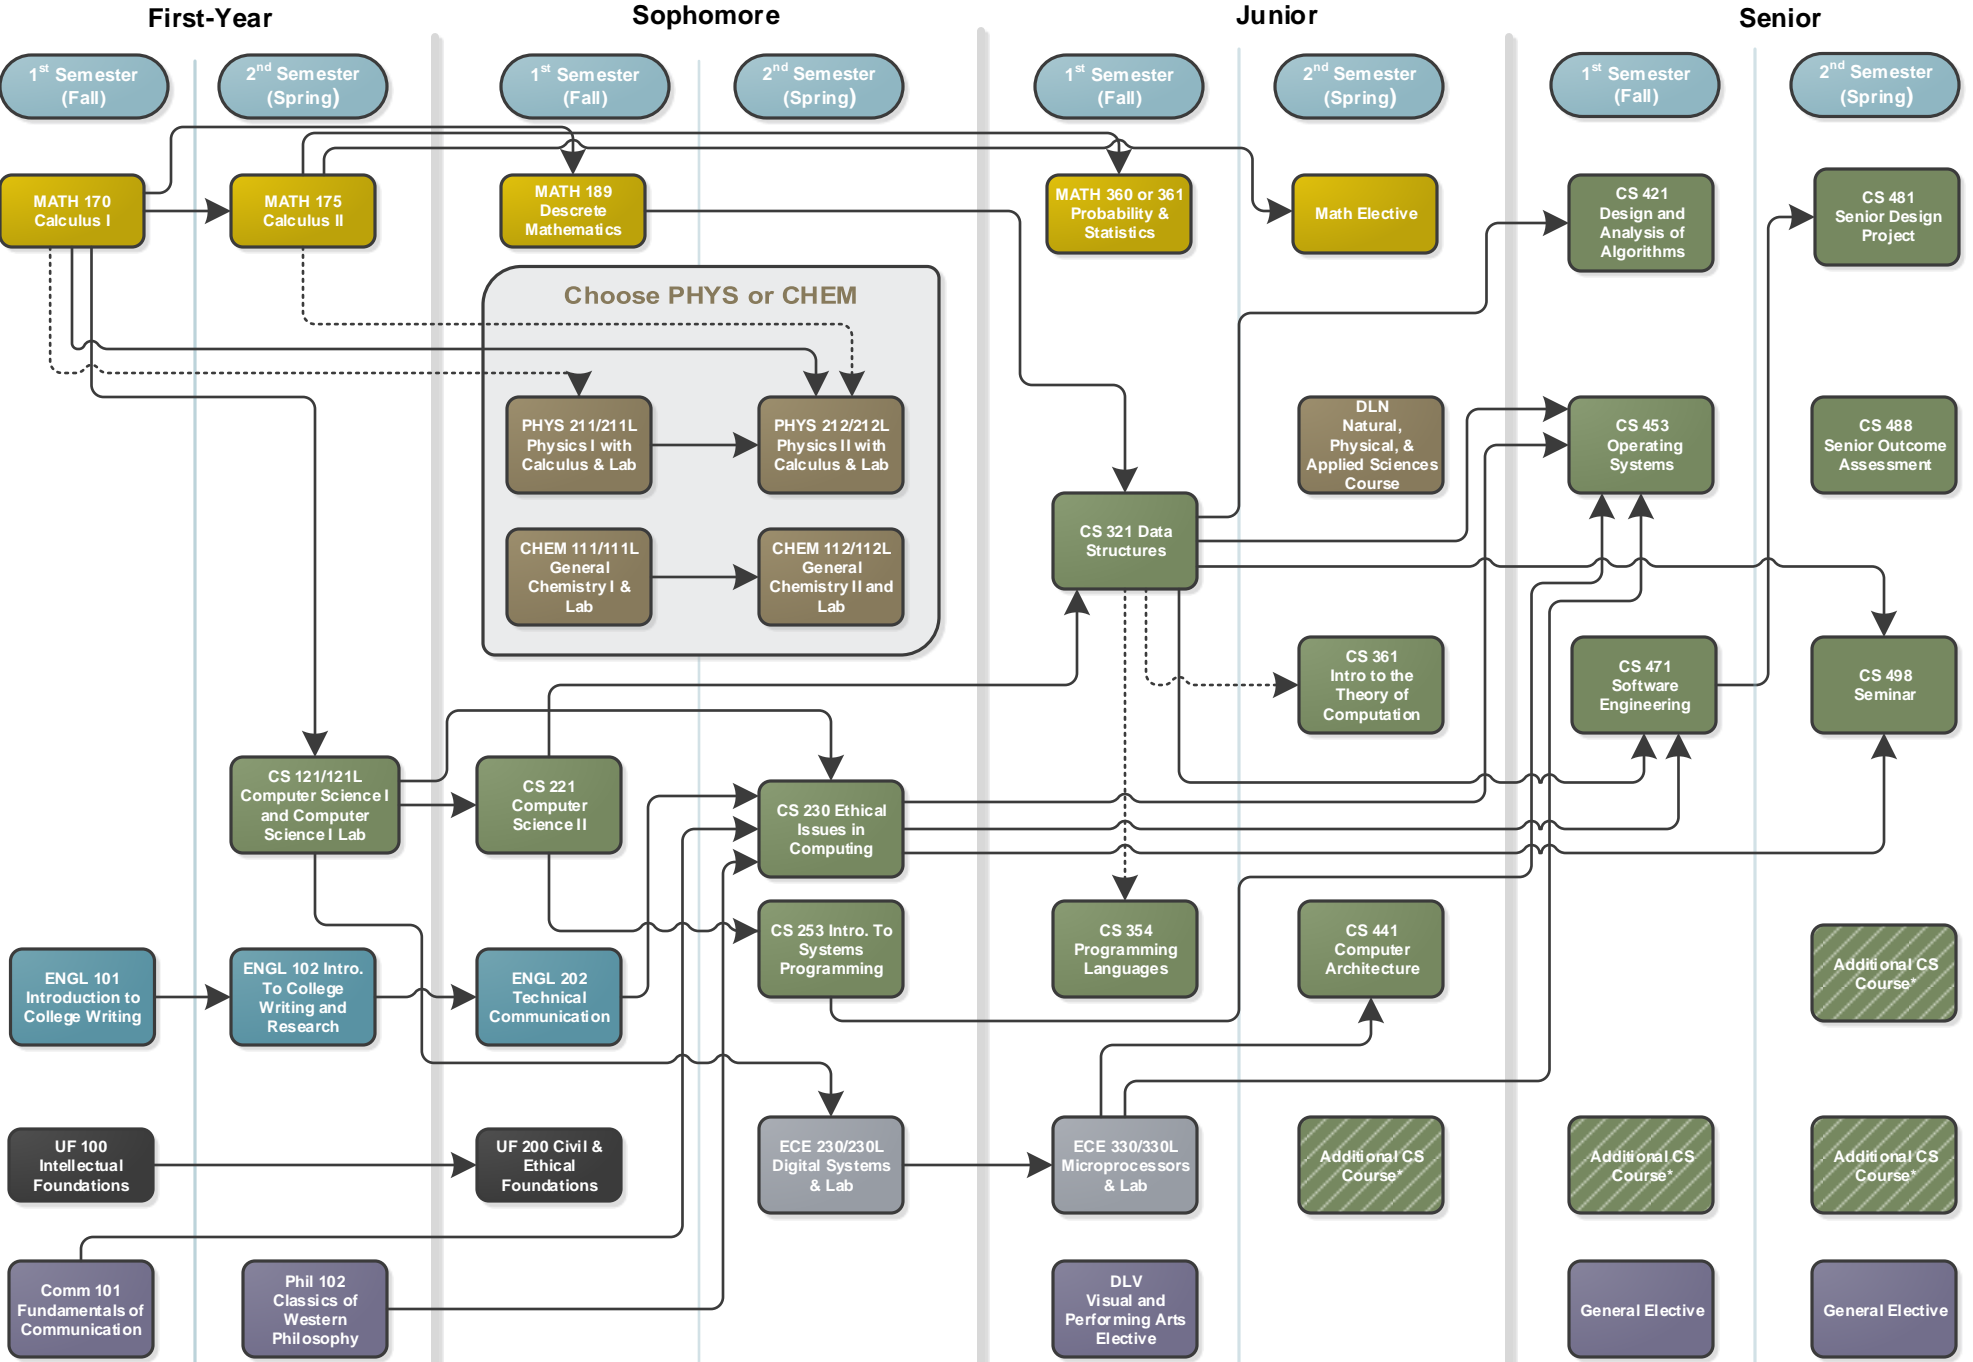 First-Year
Sophomore
Junior
Senior
1st Semester
(Fall)
2nd Semester
(Spring)
1st Semester
(Fall)
2nd Semester
(Spring)
1st Semester
(Fall)
2nd Semester
(Spring)
1st Semester
(Fall)
2nd Semester
(Spring)
MATH 170
Calculus I
MATH 175
Calculus II
MATH 189
Descrete
Mathematics
MATH 360 or 361
Probability &
Statistics
Math Elective
CS 421
Design and
Analysis of
Algorithms
CS 481
Senior Design
Project
Choose PHYS or CHEM
PHYS 211/211L
Physics I with
Calculus & Lab
PHYS 212/212L
Physics II with
Calculus & Lab
DLN
Natural,
Physical, &
Applied Sciences
Course
CS 453
Operating
Systems
CS 488
Senior Outcome
Assessment
CHEM 111/111L
General
Chemistry I &
Lab
CHEM 112/112L
General
Chemistry II and
Lab
CS 321 Data
Structures
CS 361
Intro to the
Theory of
Computation
CS 471
Software
Engineering
CS 498
Seminar
CS 121/121L
Computer Science I
and Computer
Science I Lab
CS 221
Computer
Science II
CS 230 Ethical
Issues in
Computing
CS 253 Intro. To
Systems
Programming
CS 354
Programming
Languages
CS 441
Computer
Architecture
Additional CS
Course*
ENGL 101
Introduction to
College Writing
ENGL 102 Intro.
To College
Writing and
Research
ENGL 202
Technical
Communication
UF 100
Intellectual
Foundations
UF 200 Civil &
Ethical
Foundations
ECE 230/230L
Digital Systems
& Lab
ECE 330/330L
Microprocessors
& Lab
Additional CS
Course*
Additional CS
Course*
Additional CS
Course*
Comm 101
Fundamentals of
Communication
Phil 102
Classics of
Western
Philosophy
DLV
Visual and
Performing Arts
Elective
General Elective
General Elective